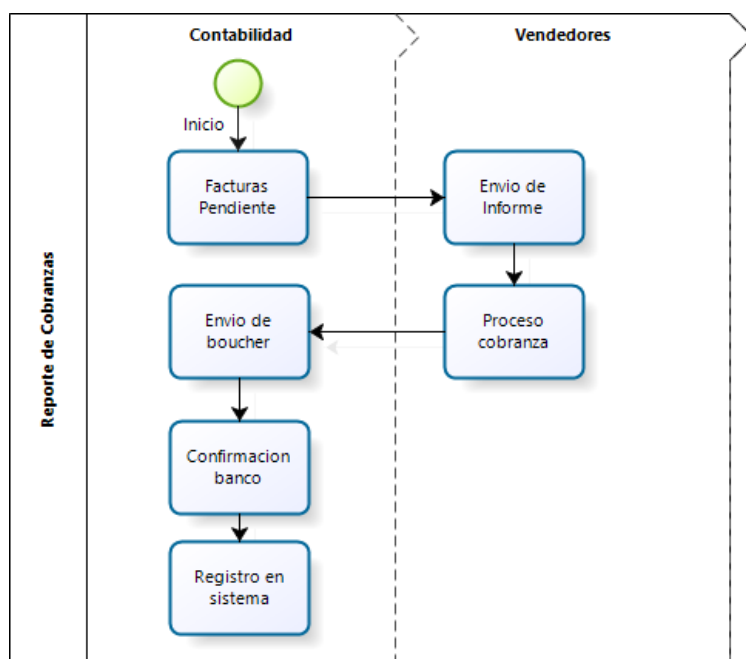 Contabilidad
Vendedores
Inicio
Facturas
Pendiente
Envio de
Informe
Envio de
boucher
Proceso
cobranza
Confirmacion
banco
Registro en
sistema
Reporte de Cobranzas